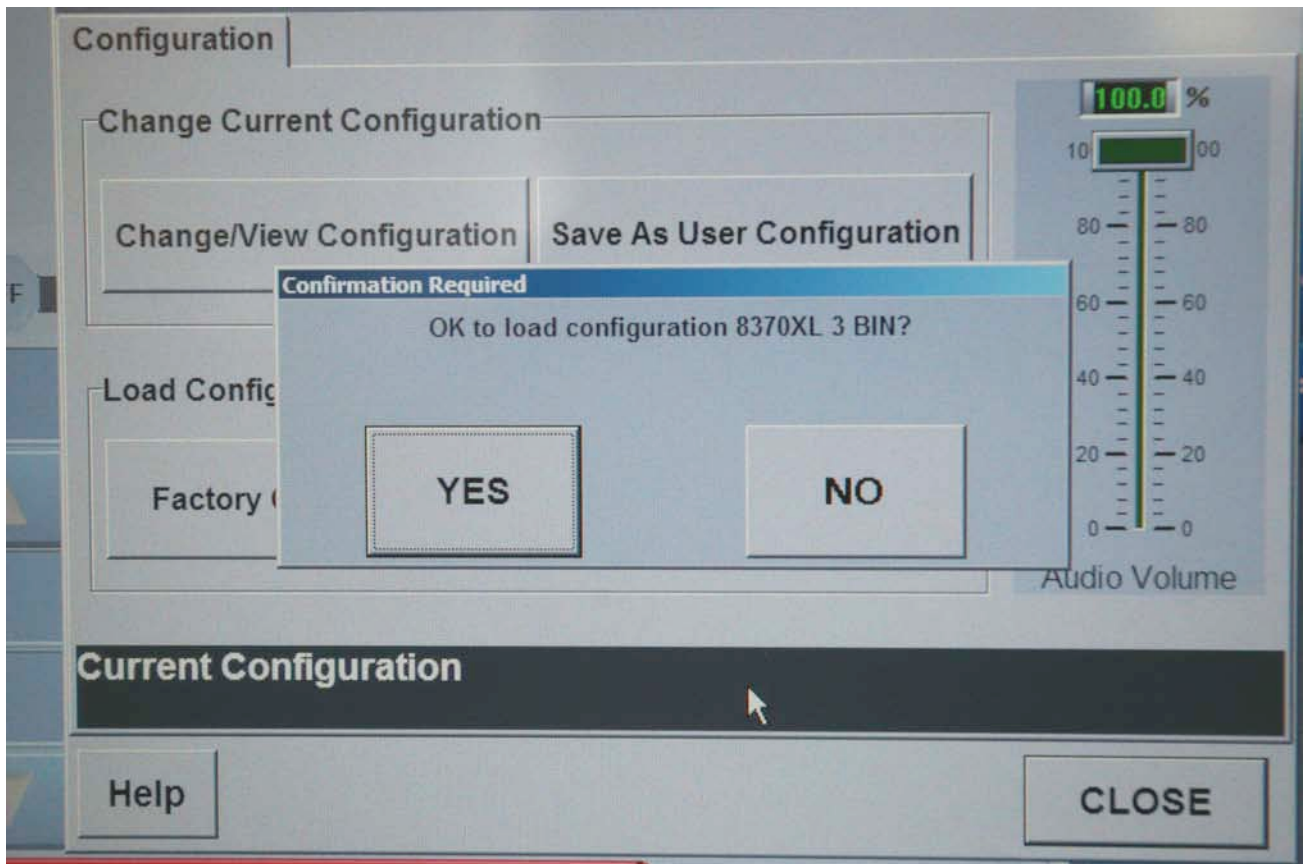 Configuration
Change Current Configuration
Change/View Configuration
Save As User Configuration
Confirmation Required
OK to load configuration 8370XL 3 BIN?
YES
NO
Load Config
Factory
Current Configuration
Help
CLOSE
100.0 %
10 00
80 80
60 60
40 40
20 20
0 0
Audio Volume
F